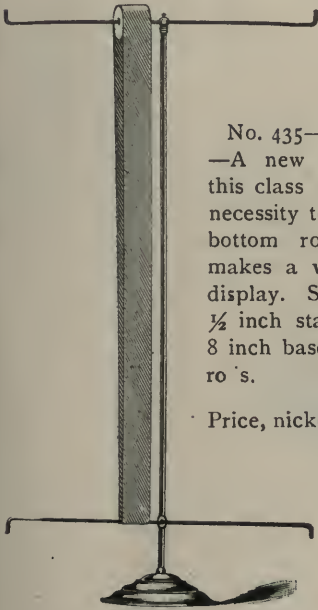 No. 435—
—A new
this class
necessity t
bottom ro
makes a v
display. S
½ inch sta
8 inch base
ro's.
Price, nick